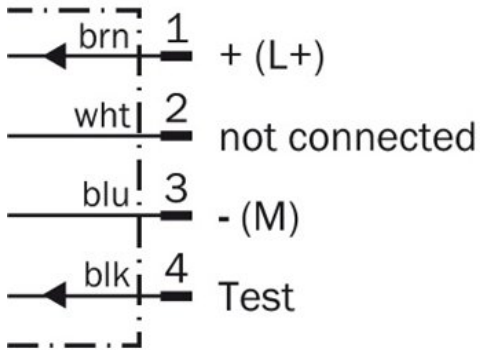 brn 1 + (L+)
wht 2 not connected
blu 3 - (M)
blk 4 Test